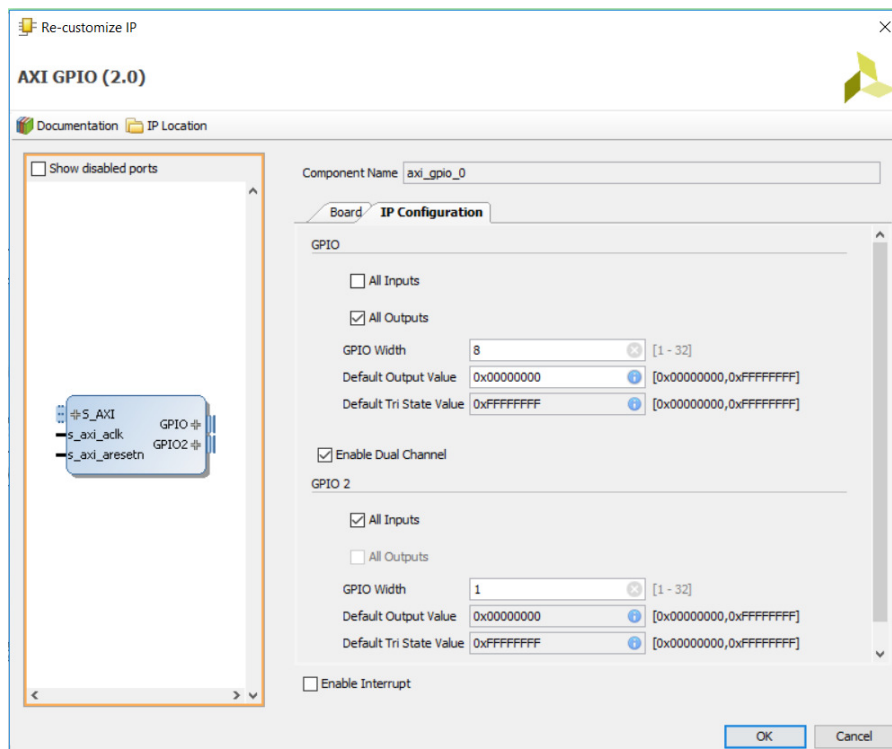 Re-customize IP
AXI GPIO (2.0)
Documentation IP Location
Show disabled ports
S_AXI
s_axi_aclk
s_axi_aresetn
GPIO
GPIO2
Component Name axi_gpio_0
Board IP Configuration
GPIO
All Inputs
All Outputs
GPIO Width 8 [1 - 32]
Default Output Value 0x00000000 [0x00000000,0xFFFFFFFF]
Default Tri State Value 0xFFFFFFFF [0x00000000,0xFFFFFFFF]
Enable Dual Channel
GPIO 2
All Inputs
All Outputs
GPIO Width 1 [1 - 32]
Default Output Value 0x00000000 [0x00000000,0xFFFFFFFF]
Default Tri State Value 0xFFFFFFFF [0x00000000,0xFFFFFFFF]
Enable Interrupt
OK Cancel